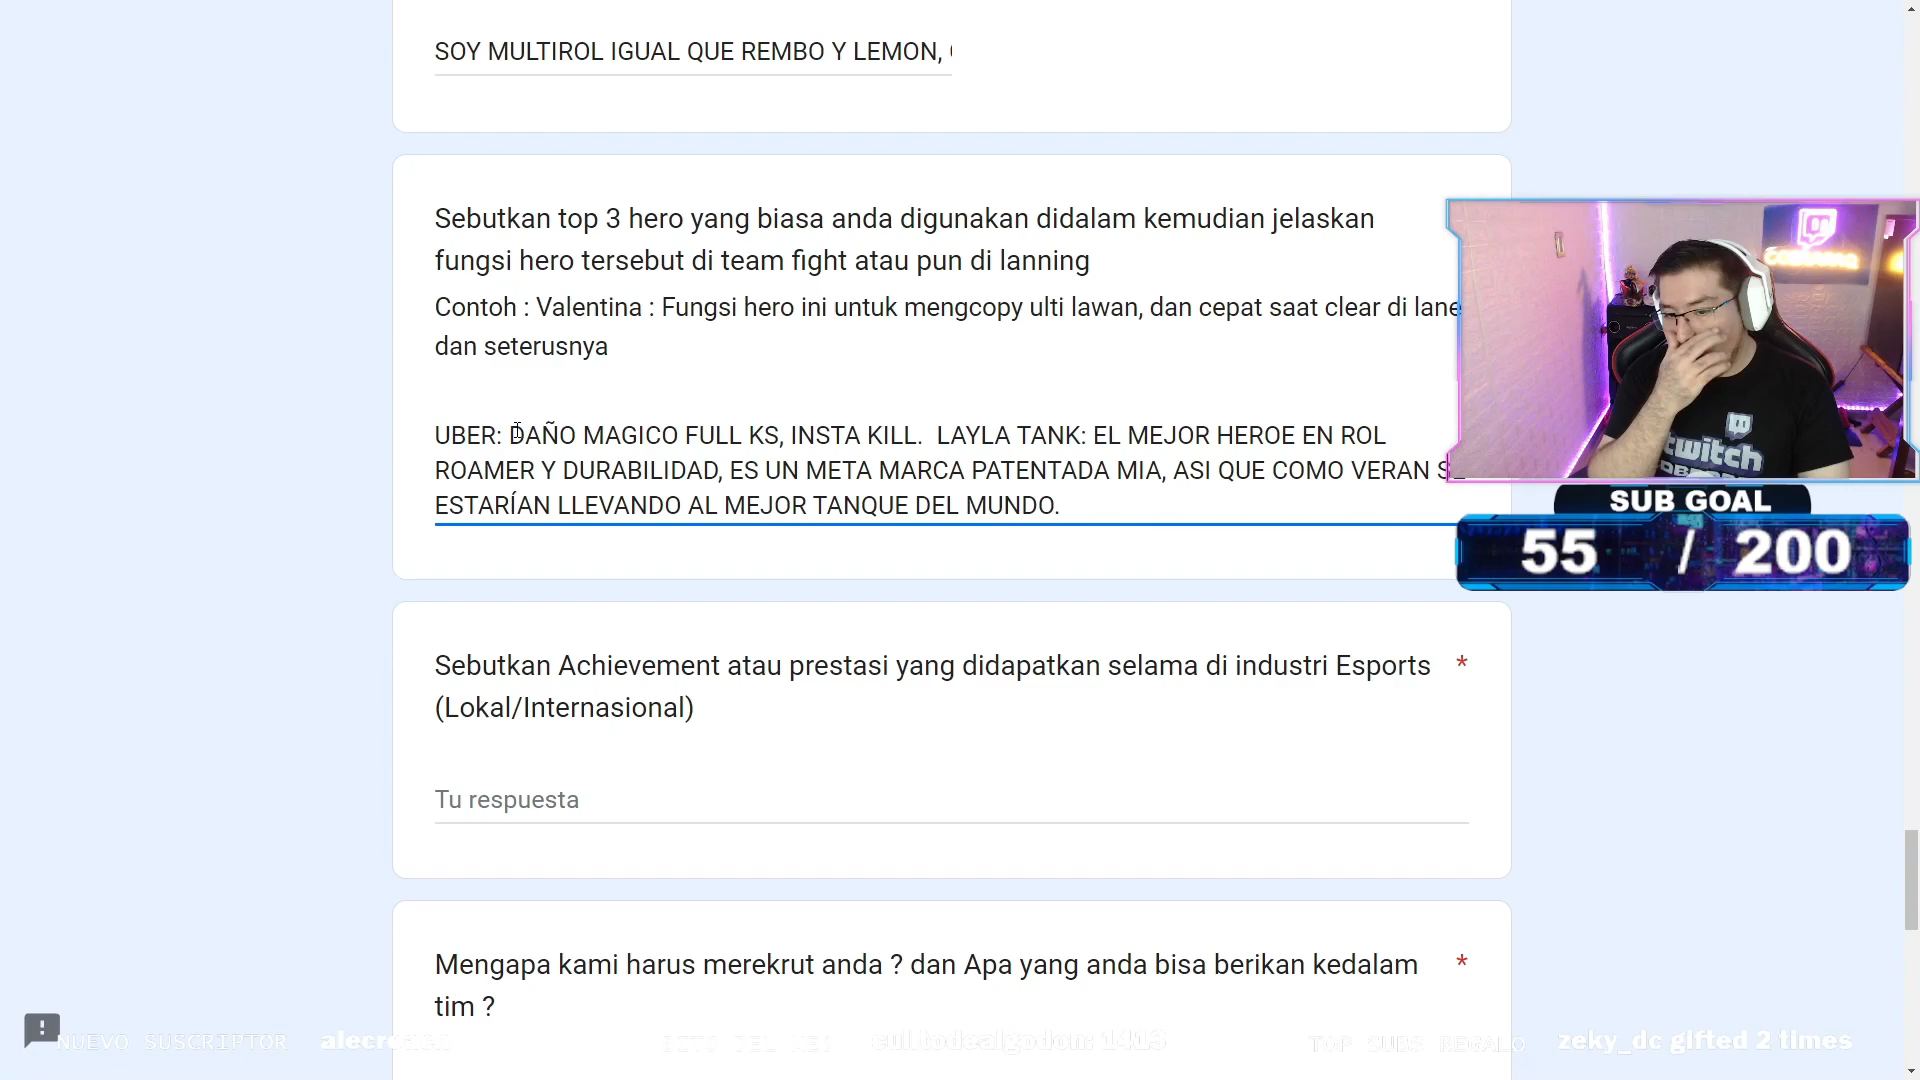 SOY MULTIROL IGUAL QUE REMBO Y LEMON,
Sebutkan top 3 hero yang biasa anda digunakan didalam kemudian jelaskan
fungsi hero tersebut di team fight atau pun di lanning
Contoh : Valentina : Fungsi hero ini untuk mengcopy ulti lawan, dan cepat saat clear di lane
dan seterusnya
UBER: DAÑO MAGICO FULL KS, INSTA KILL.  LAYLA TANK: EL MEJOR HEROE EN ROL
ROAMER Y DURABILIDAD, ES UN META MARCA PATENTADA MIA, ASI QUE COMO VERAN
ESTARÍAN LLEVANDO AL MEJOR TANQUE DEL MUNDO.
twitch
SUB GOAL
55 / 200
Sebutkan Achievement atau prestasi yang didapatkan selama di industri Esports *
(Lokal/Internasional)
Tu respuesta
Mengapa kami harus merekrut anda ? dan Apa yang anda bisa berikan kedalam *
tim ?
NUEVO SUSCRIPTOR
TOP SUBS REGALO zeky_dc gifted 2 times